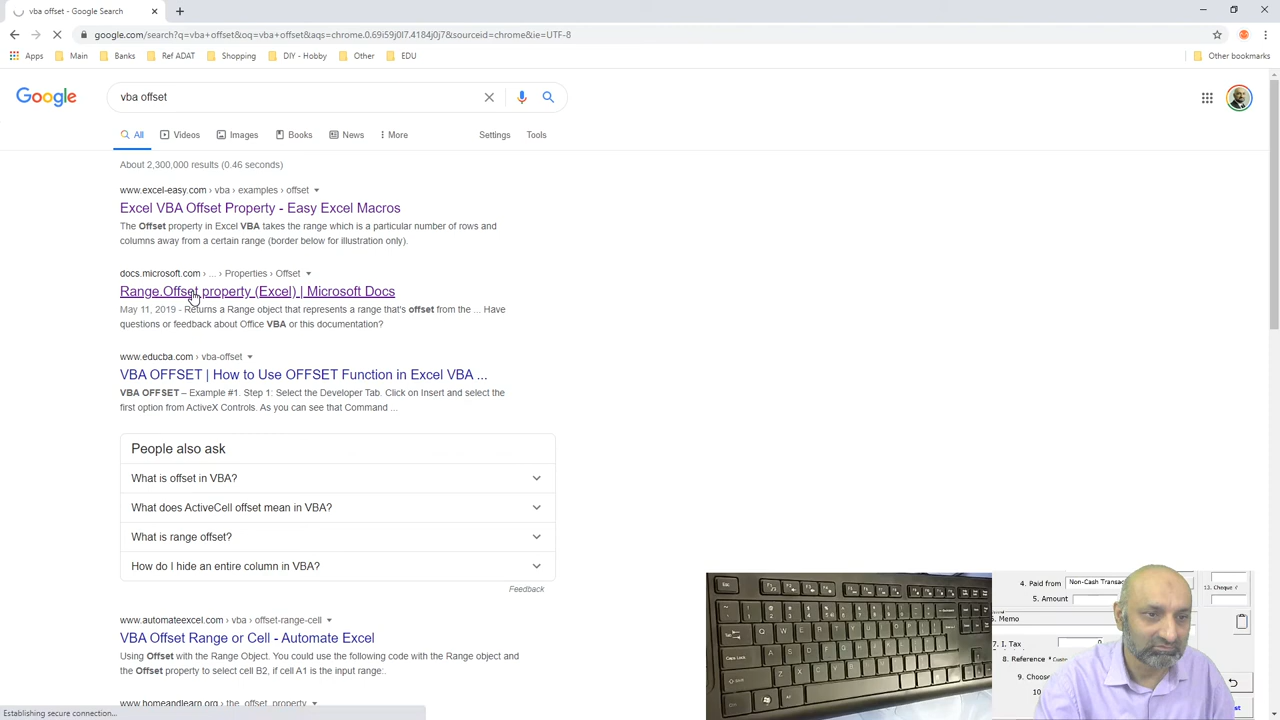 vba offset - Google Search
google.com/search?q=vba+offset&oq=vba+offset&aqs=chrome.0.69i59j0l7.4184j0j7&sourceid=chrome&ie=UTF-8
Apps Main Banks Ref ADAT Shopping DIY - Hobby Other EDU Other bookmarks
Google vba offset
All Videos Images Books News More Settings Tools
About 2,300,000 results (0.46 seconds)
www.excel-easy.com › vba › examples › offset
Excel VBA Offset Property - Easy Excel Macros
The Offset property in Excel VBA takes the range which is a particular number of rows and
columns away from a certain range (border below for illustration only).
docs.microsoft.com › ... › Properties › Offset
Range.Offset property (Excel) | Microsoft Docs
May 11, 2019 - Returns a Range object that represents a range that's offset from the ... Have
questions or feedback about Office VBA or this documentation?
www.educba.com › vba-offset
VBA OFFSET | How to Use OFFSET Function in Excel VBA ...
VBA OFFSET – Example #1. Step 1: Select the Developer Tab. Click on Insert and select the
first option from ActiveX Controls. As you can see that Command ...
People also ask
What is offset in VBA?
What does ActiveCell offset mean in VBA?
What is range offset?
How do I hide an entire column in VBA?
Feedback
www.automateexcel.com › vba › offset-range-cell
VBA Offset Range or Cell - Automate Excel
Using Offset with the Range Object. You could use the following code with the Range object and
the Offset property to select cell B2, if cell A1 is the input range:.
www.homeandlearn.org › the_offset_property
Establishing secure connection...
4. Paid from Non-Cash Transac
13. Cheque
5. Amount
6. Memo
7. I. Tax
8. Reference
9. Choose
10